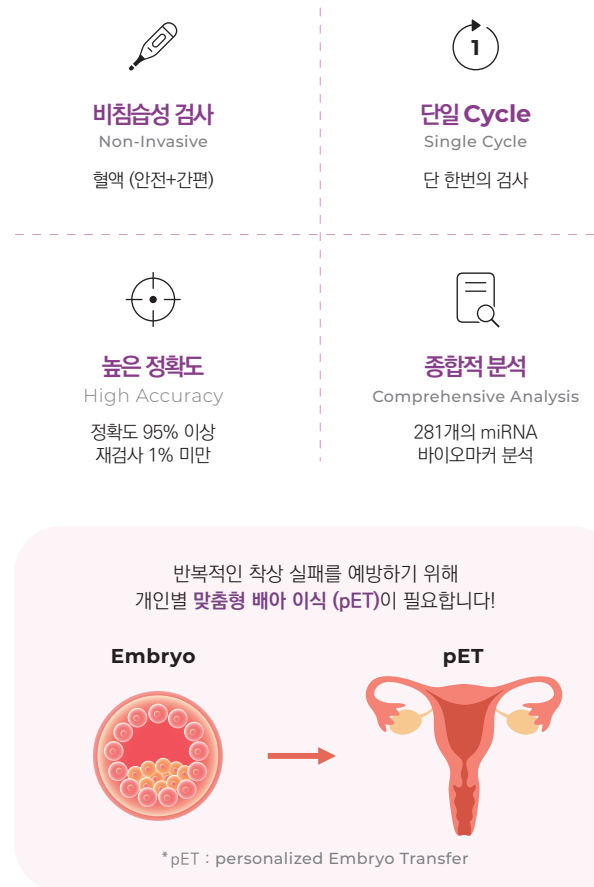 1
비침습성 검사
Non-Invasive
혈액 (안전+간편)
단일 Cycle
Single Cycle
단 한번의 검사
높은 정확도
High Accuracy
정확도 95% 이상
재검사 1% 미만
종합적 분석
Comprehensive Analysis
281개의 miRNA
바이오마커 분석
반복적인 착상 실패를 예방하기 위해
개인별 맞춤형 배아 이식 (pET)이 필요합니다!
Embryo
pET
*pET : personalized Embryo Transfer